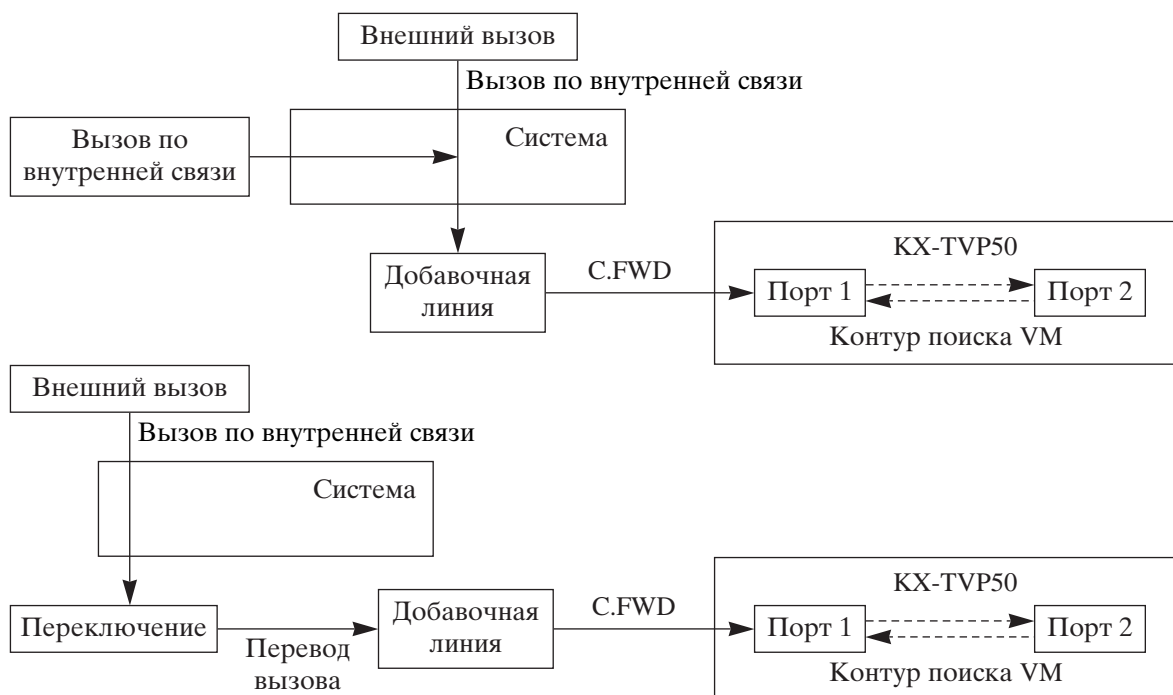 Внешний вызов
Вызов по внутренней связи
Вызов по
внутренней связи
Система
Добавочная
линия
C.FWD
KX-TVP50
Порт 1
Порт 2
Контур поиска VM
Внешний вызов
Вызов по внутренней связи
Система
Переключение
Перевод
вызова
Добавочная
линия
C.FWD
KX-TVP50
Порт 1
Порт 2
Контур поиска VM